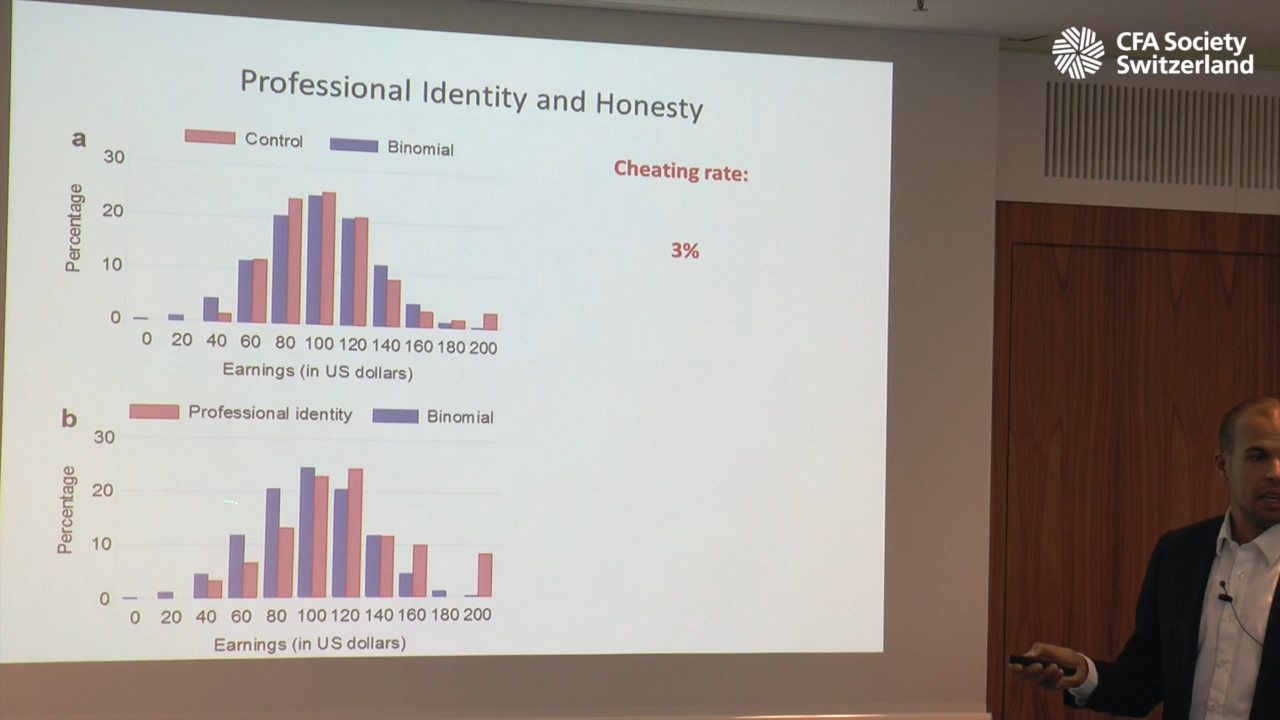 CFA Society
Switzerland
Professional Identity and Honesty
a
Control
Binomial
Cheating rate:
3%
Percentage
30
20
10
0
0 20 40 60 80 100 120 140 160 180 200
Earnings (in US dollars)
b
Professional identity
Binomial
Percentage
30
20
10
0
0 20 40 60 80 100 120 140 160 180 200
Earnings (in US dollars)